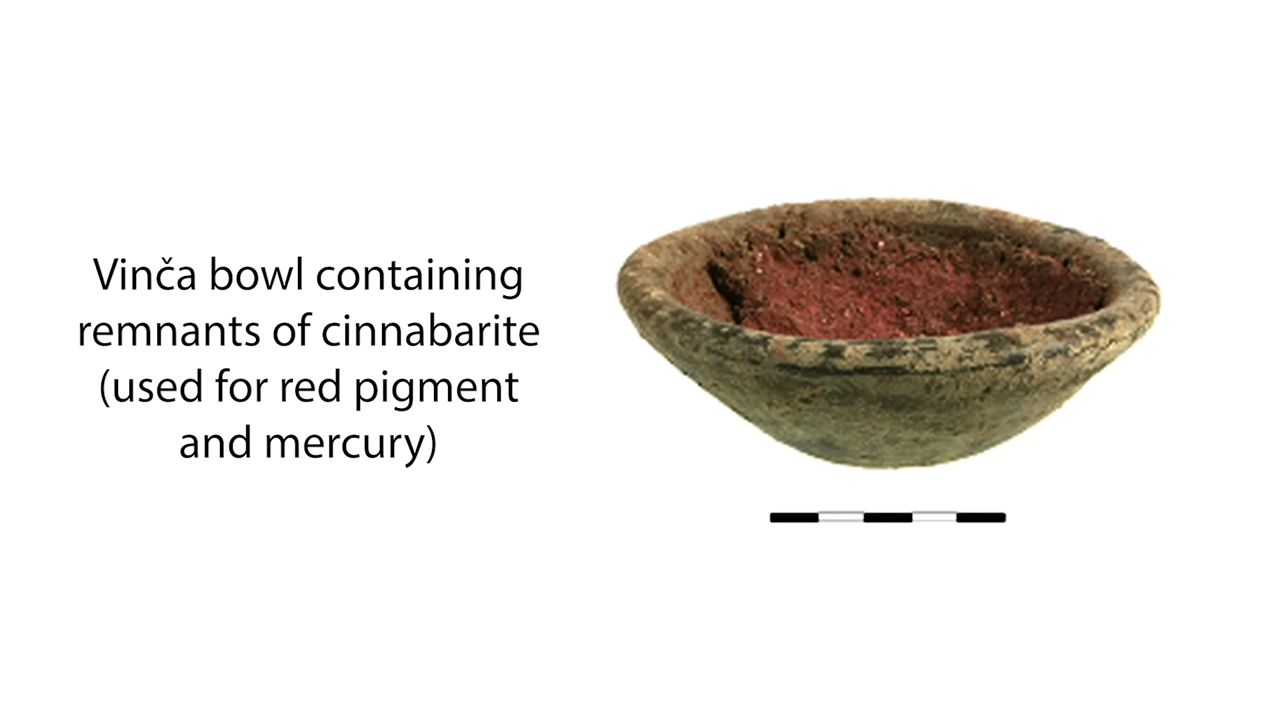 Vinča bowl containing
remnants of cinnabarite
(used for red pigment
and mercury)